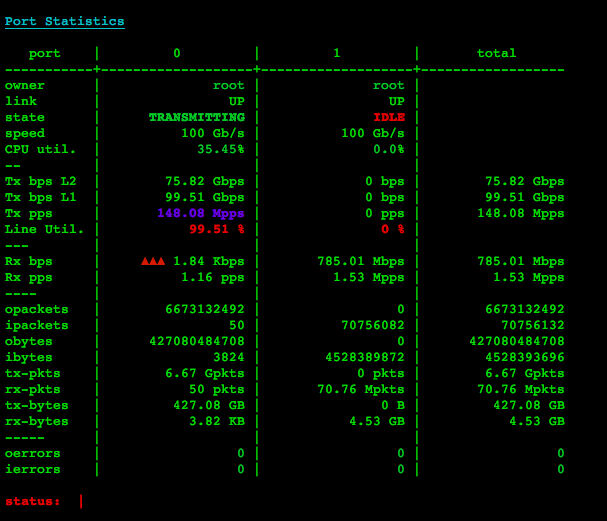 Port Statistics
port | 0 | 1 | total
------------+-------------------+-------------------+------------------
owner | root | root |
link | UP | UP |
state | TRANSMITTING | IDLE |
speed | 100 Gb/s | 100 Gb/s |
CPU util. | 35.45% | 0.0% |
-- | | |
Tx bps L2 | 75.82 Gbps | 0 bps | 75.82 Gbps
Tx bps L1 | 99.51 Gbps | 0 bps | 99.51 Gbps
Tx pps | 148.08 Mpps | 0 pps | 148.08 Mpps
Line Util. | 99.51 % | 0 % |
--- | | |
Rx bps | ▲▲▲ 1.84 Kbps | 785.01 Mbps | 785.01 Mbps
Rx pps | 1.16 pps | 1.53 Mpps | 1.53 Mpps
---- | | |
opackets | 6673132492 | 0 | 6673132492
ipackets | 50 | 70756082 | 70756132
obytes | 427080484708 | 0 | 427080484708
ibytes | 3824 | 4528389872 | 4528393696
tx-pkts | 6.67 Gpkts | 0 pkts | 6.67 Gpkts
rx-pkts | 50 pkts | 70.76 Mpkts | 70.76 Mpkts
tx-bytes | 427.08 GB | 0 B | 427.08 GB
rx-bytes | 3.82 KB | 4.53 GB | 4.53 GB
----- | | |
oerrors | 0 | 0 | 0
ierrors | 0 | 0 | 0
status: |